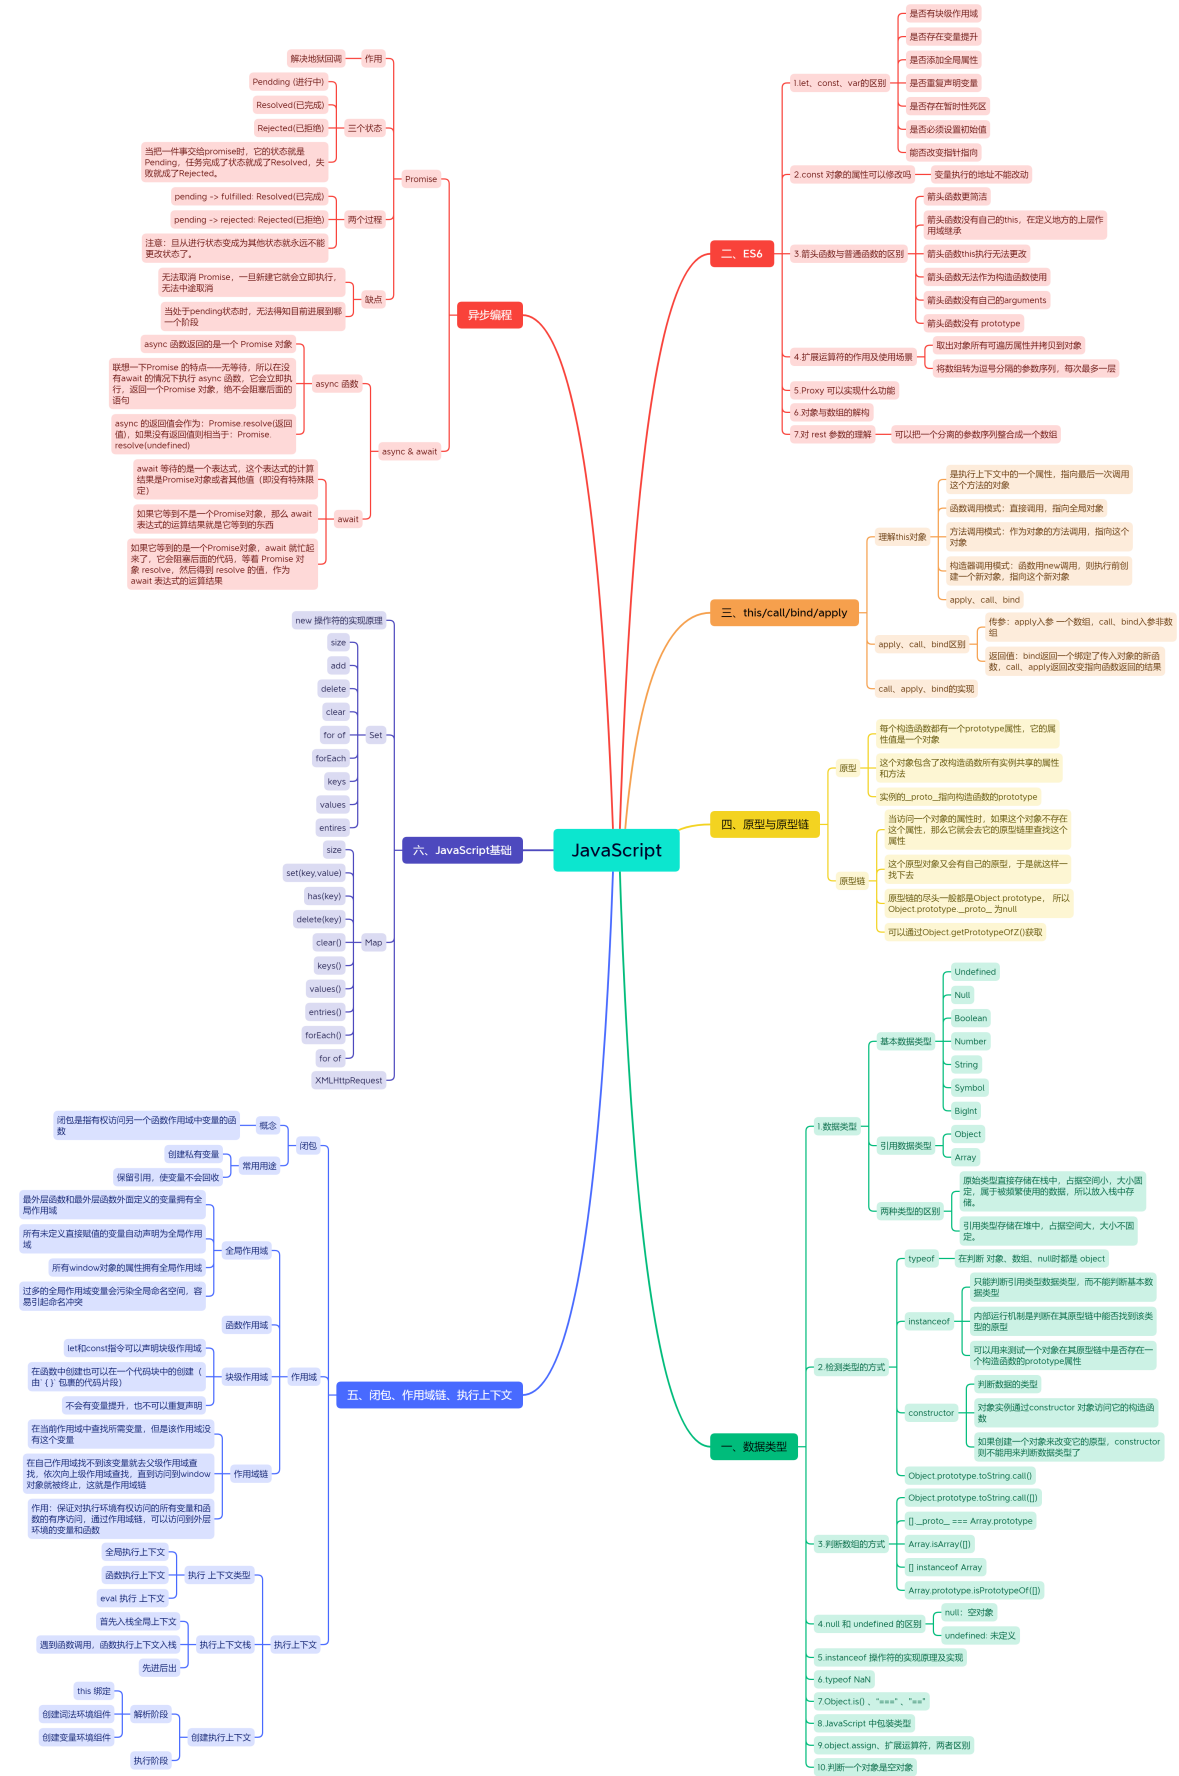 JavaScript
二、ES6
1.let、const、var的区别
是否有块级作用域
是否存在变量提升
是否添加全局属性
是否重复声明变量
是否存在暂时性死区
是否必须设置初始值
能否改变指针指向
2.const 对象的属性可以修改吗
变量执行的地址不能改动
3.箭头函数与普通函数的区别
箭头函数更简洁
箭头函数没有自己的this，在定义地方的上层作
用域继承
箭头函数this执行无法更改
箭头函数无法作为构造函数使用
箭头函数没有自己的arguments
箭头函数没有 prototype
4.扩展运算符的作用及使用场景
取出对象所有可遍历属性并拷贝到对象
将数组转为逗号分隔的参数序列，每次最多一层
5.Proxy 可以实现什么功能
6.对象与数组的解构
7.对 rest 参数的理解
可以把一个分离的参数序列整合成一个数组
三、this/call/bind/apply
理解this对象
是执行上下文中的一个属性，指向最后一次调用
这个方法的对象
函数调用模式：直接调用，指向全局对象
方法调用模式：作为对象的方法调用，指向这个
对象
构造器调用模式：函数用new调用，则执行前创
建一个新对象，指向这个新对象
apply、call、bind
apply、call、bind区别
传参：apply入参 一个数组，call、bind入参非数
组
返回值：bind返回一个绑定了传入对象的新函
数，call、apply返回改变指向函数返回的结果
call、apply、bind的实现
四、原型与原型链
原型
每个构造函数都有一个prototype属性，它的属
性值是一个对象
这个对象包含了改构造函数所有实例共享的属性
和方法
实例的__proto__指向构造函数的prototype
原型链
当访问一个对象的属性时，如果这个对象不存在
这个属性，那么它就会去它的原型链里查找这个
属性
这个原型对象又会有自己的原型，于是就这样一
找下去
原型链的尽头一般都是Object.prototype， 所以
Object.prototype.__proto__ 为null
可以通过Object.getPrototypeOfZ()获取
一、数据类型
1.数据类型
基本数据类型
Undefined
Null
Boolean
Number
String
Symbol
BigInt
引用数据类型
Object
Array
两种类型的区别
原始类型直接存储在栈中，占据空间小，大小固
定，属于被频繁使用的数据，所以放入栈中存
储。
引用类型存储在堆中，占据空间大，大小不固
定。
2.检测类型的方式
typeof
在判断 对象、数组、null时都是 object
instanceof
只能判断引用类型数据类型，而不能判断基本数
据类型
内部运行机制是判断在其原型链中能否找到该类
型的原型
可以用来测试一个对象在其原型链中是否存在一
个构造函数的prototype属性
constructor
判断数据的类型
对象实例通过constructor 对象访问它的构造函
数
如果创建一个对象来改变它的原型，constructor
则不能用来判断数据类型了
Object.prototype.toString.call()
3.判断数组的方式
Object.prototype.toString.call([])
[].__proto__ === Array.prototype
Array.isArray([])
[] instanceof Array
Array.prototype.isPrototypeOf([])
4.null 和 undefined 的区别
null：空对象
undefined: 未定义
5.instanceof 操作符的实现原理及实现
6.typeof NaN
7.Object.is() 、"===" 、"=="
8.JavaScript 中包装类型
9.object.assign、扩展运算符，两者区别
10.判断一个对象是空对象
异步编程
Promise
作用
解决地狱回调
三个状态
Pendding (进行中)
Resolved(已完成)
Rejected(已拒绝)
当把一件事交给promise时，它的状态就是
Pending，任务完成了状态就成了Resolved，失
败就成了Rejected。
两个过程
pending -> fulfilled: Resolved(已完成)
pending -> rejected: Rejected(已拒绝)
注意：旦从进行状态变成为其他状态就永远不能
更改状态了。
缺点
无法取消 Promise，一旦新建它就会立即执行，
无法中途取消
当处于pending状态时，无法得知目前进展到哪
一个阶段
async & await
async 函数
async 函数返回的是一个 Promise 对象
联想一下Promise 的特点——无等待，所以在没
有await 的情况下执行 async 函数，它会立即执
行，返回一个Promise 对象，绝不会阻塞后面的
语句
async 的返回值会作为：Promise.resolve(返回
值)，如果没有返回值则相当于：Promise.
resolve(undefined)
await
await 等待的是一个表达式，这个表达式的计算
结果是Promise对象或者其他值（即没有特殊限
定）
如果它等到不是一个Promise对象，那么 await
表达式的运算结果就是它等到的东西
如果它等到的是一个Promise对象，await 就忙起
来了，它会阻塞后面的代码，等着 Promise 对
象 resolve，然后得到 resolve 的值，作为
await 表达式的运算结果
六、JavaScript基础
new 操作符的实现原理
Set
size
add
delete
clear
for of
forEach
keys
values
entires
Map
size
set(key,value)
has(key)
delete(key)
clear()
keys()
values()
entries()
forEach()
for of
XMLHttpRequest
五、闭包、作用域链、执行上下文
闭包
概念
闭包是指有权访问另一个函数作用域中变量的函
数
常用用途
创建私有变量
保留引用，使变量不会回收
作用域
全局作用域
最外层函数和最外层函数外面定义的变量拥有全
局作用域
所有未定义直接赋值的变量自动声明为全局作用
域
所有window对象的属性拥有全局作用域
过多的全局作用域变量会污染全局命名空间，容
易引起命名冲突
函数作用域
块级作用域
let和const指令可以声明块级作用域
在函数中创建也可以在一个代码块中的创建（
由`{ }`包裹的代码片段）
不会有变量提升，也不可以重复声明
作用域链
在当前作用域中查找所需变量，但是该作用域没
有这个变量
在自己作用域找不到该变量就去父级作用域查
找，依次向上级作用域查找，直到访问到window
对象就被终止，这就是作用域链
作用：保证对执行环境有权访问的所有变量和函
数的有序访问，通过作用域链，可以访问到外层
环境的变量和函数
执行上下文
执行 上下文类型
全局执行上下文
函数执行上下文
eval 执行 上下文
执行上下文栈
首先入栈全局上下文
遇到函数调用，函数执行上下文入栈
先进后出
创建执行上下文
解析阶段
this 绑定
创建词法环境组件
创建变量环境组件
执行阶段